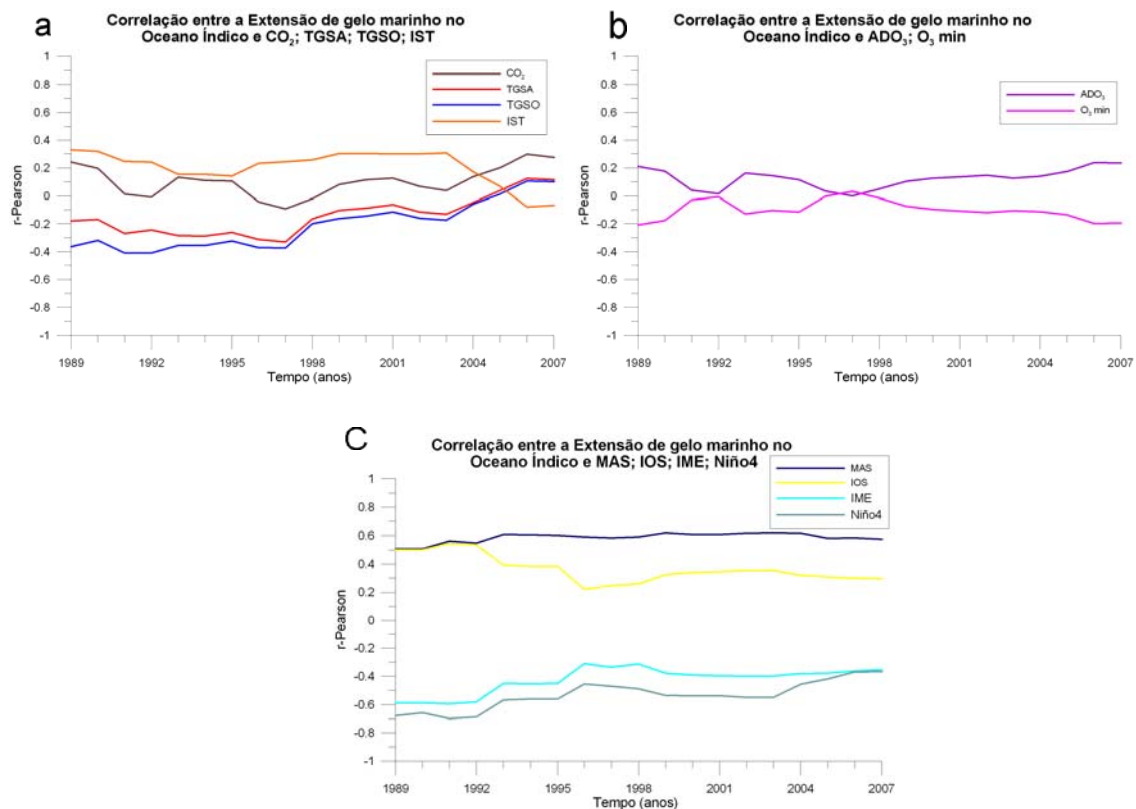 a
Correlação entre a Extensão de gelo marinho no
Oceano Índico e CO₂; TGSA; TGSO; IST
CO₂
TGSA
TGSO
IST
1
0.8
0.6
0.4
0.2
0
-0.2
-0.4
-0.6
-0.8
-1
r-Pearson
1989 1992 1995 1998 2001 2004 2007
Tempo (anos)
b
Correlação entre a Extensão de gelo marinho no
Oceano Índico e ADO₃; O₃ min
ADO₃
O₃ min
1
0.8
0.6
0.4
0.2
0
-0.2
-0.4
-0.6
-0.8
-1
r-Pearson
1989 1992 1995 1998 2001 2004 2007
Tempo (anos)
C
Correlação entre a Extensão de gelo marinho no
Oceano Índico e MAS; IOS; IME; Niño4
MAS
IOS
IME
Niño4
1
0.8
0.6
0.4
0.2
0
-0.2
-0.4
-0.6
-0.8
-1
r-Pearson
1989 1992 1995 1998 2001 2004 2007
Tempo (anos)